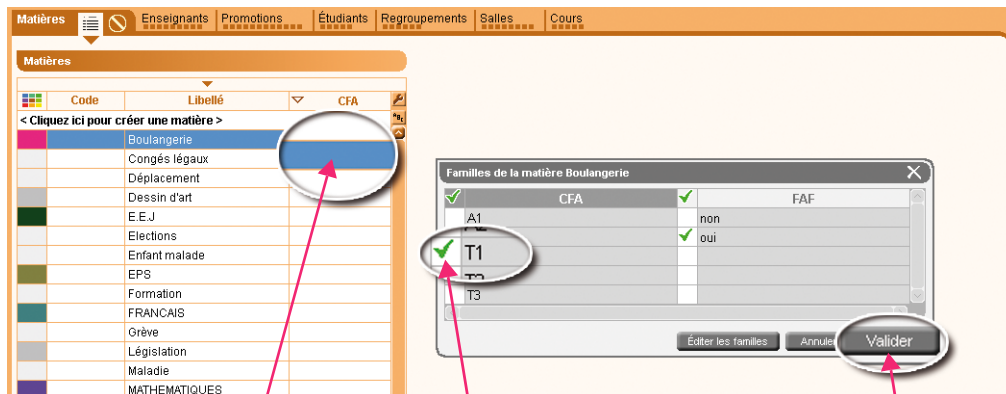 Matières Enseignants Promotions Étudiants Regroupements Salles Cours
Matières
Code Libellé CFA
< Cliquez ici pour créer une matière >
Boulangerie
Congés légaux
Déplacement
Dessin d'art
E.E.J
Elections
Enfant malade
EPS
Formation
FRANCAIS
Grève
Législation
Maladie
MATHEMATIQUES
Familles de la matière Boulangerie
CFA FAF
A1 non
oui
T1
T3
Éditer les familles Annuler Valider